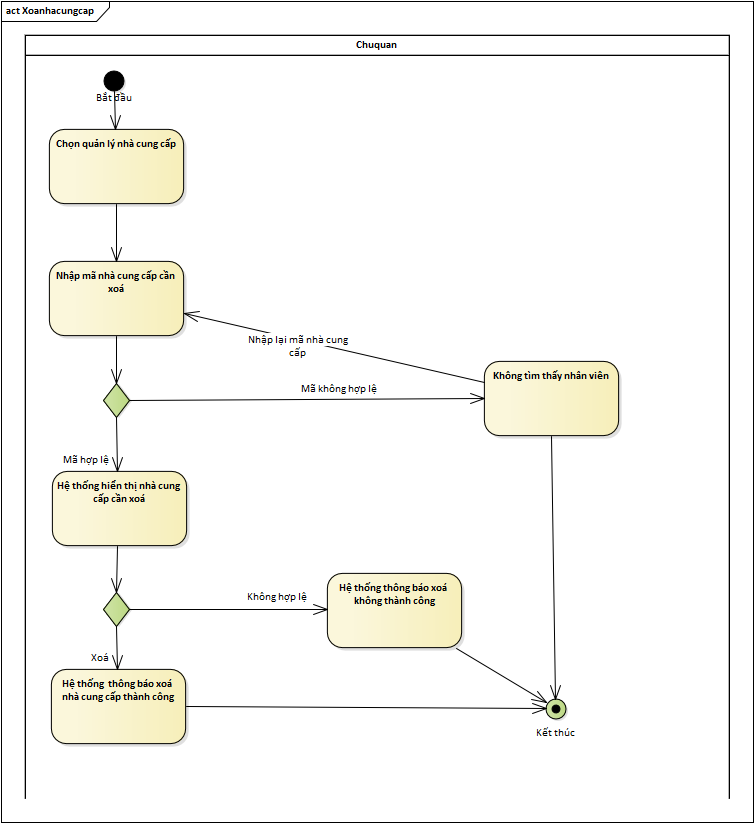 act Xoanhacungcap
Chuquan
Bắt đầu
Chọn quản lý nhà cung cấp
Nhập mã nhà cung cấp cần
xoá
Nhập lại mã nhà cung
cấp
Không tìm thấy nhân viên
Mã không hợp lệ
Mã hợp lệ
Hệ thống hiển thị nhà cung
cấp cần xoá
Không hợp lệ
Hệ thống thông báo xoá
không thành công
Xoá
Hệ thống  thông báo xoá
nhà cung cấp thành công
Kết thúc